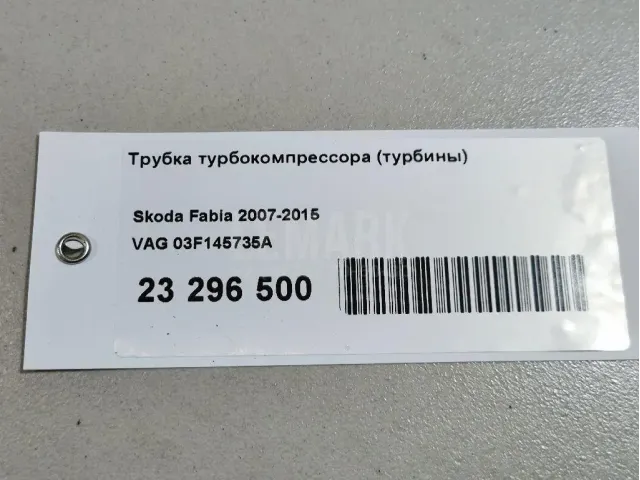 Трубка турбокомпрессора (турбины)
Skoda Fabia 2007-2015
VAG 03F145735A
23 296 500